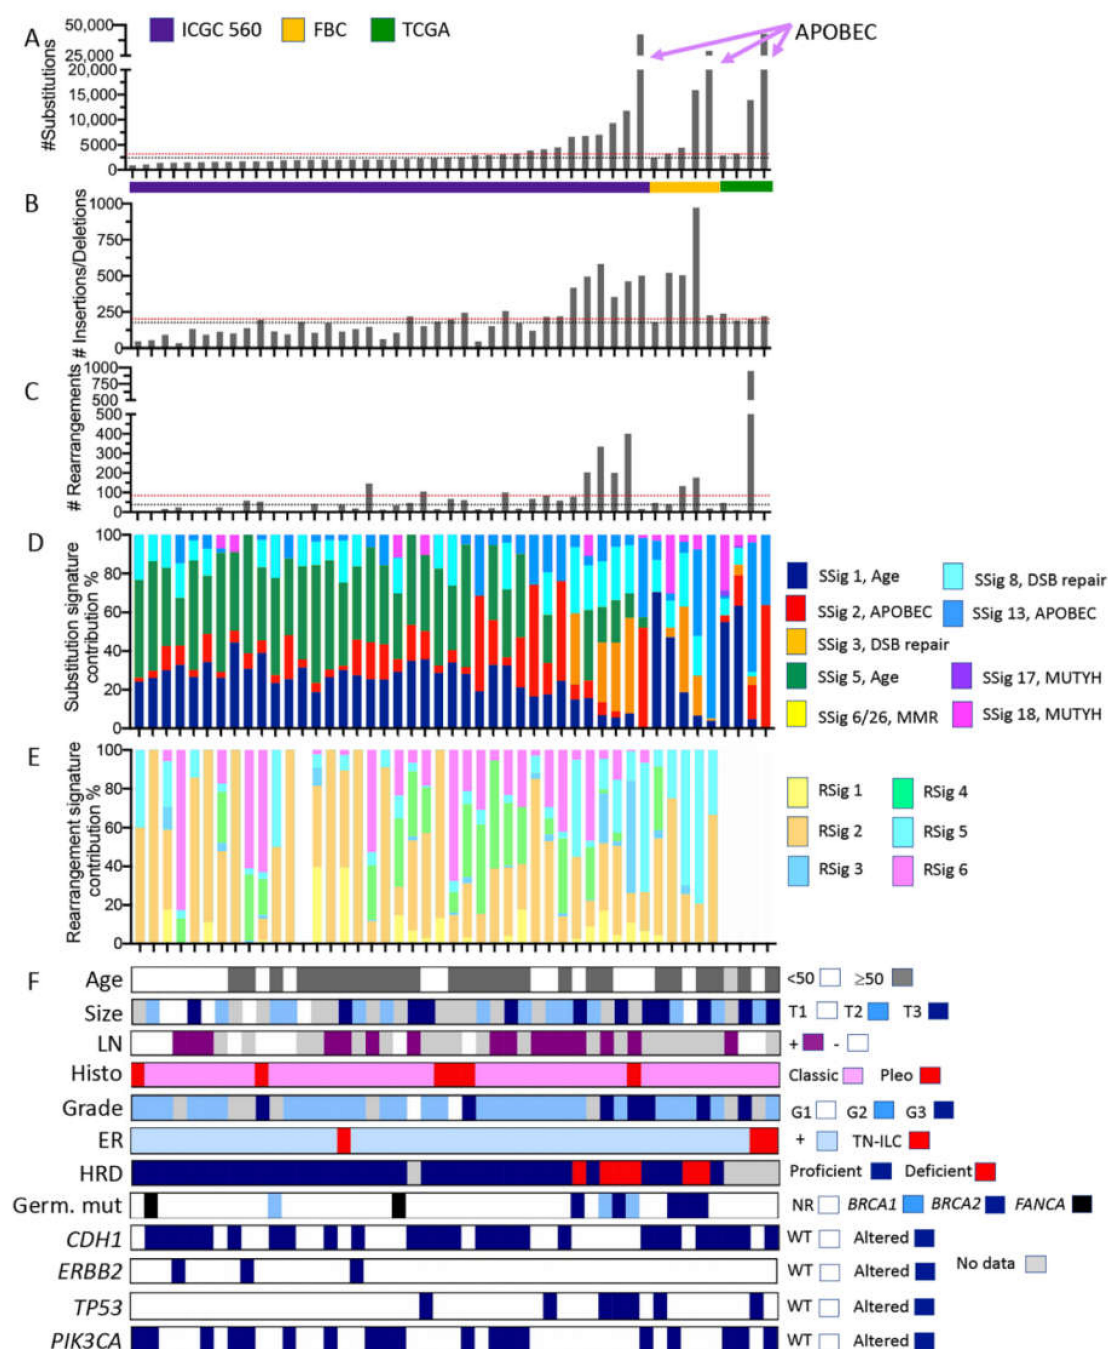 A
ICGC 560
FBC
TCGA
APOBEC
#Substitutions
50,000
25,000
20,000
15,000
10,000
5000
0
B
# Insertions/Deletions
1000
750
500
250
0
C
# Rearrangements
1000
750
500
500
400
300
200
100
0
D
Substitution signature
contribution %
100
80
60
40
20
0
SSig 1, Age
SSig 8, DSB repair
SSig 2, APOBEC
SSig 13, APOBEC
SSig 3, DSB repair
SSig 5, Age
SSig 17, MUTYH
SSig 6/26, MMR
SSig 18, MUTYH
E
Rearrangement signature
contribution %
100
80
60
40
20
0
RSig 1
RSig 4
RSig 2
RSig 5
RSig 3
RSig 6
F
Age
<50
≥50
Size
T1
T2
T3
LN
+
-
Histo
Classic
Pleo
Grade
G1
G2
G3
ER
+
TN-ILC
HRD
Proficient
Deficient
Germ. mut
NR
BRCA1
BRCA2
FANCA
CDH1
WT
Altered
No data
ERBB2
WT
Altered
TP53
WT
Altered
PIK3CA
WT
Altered